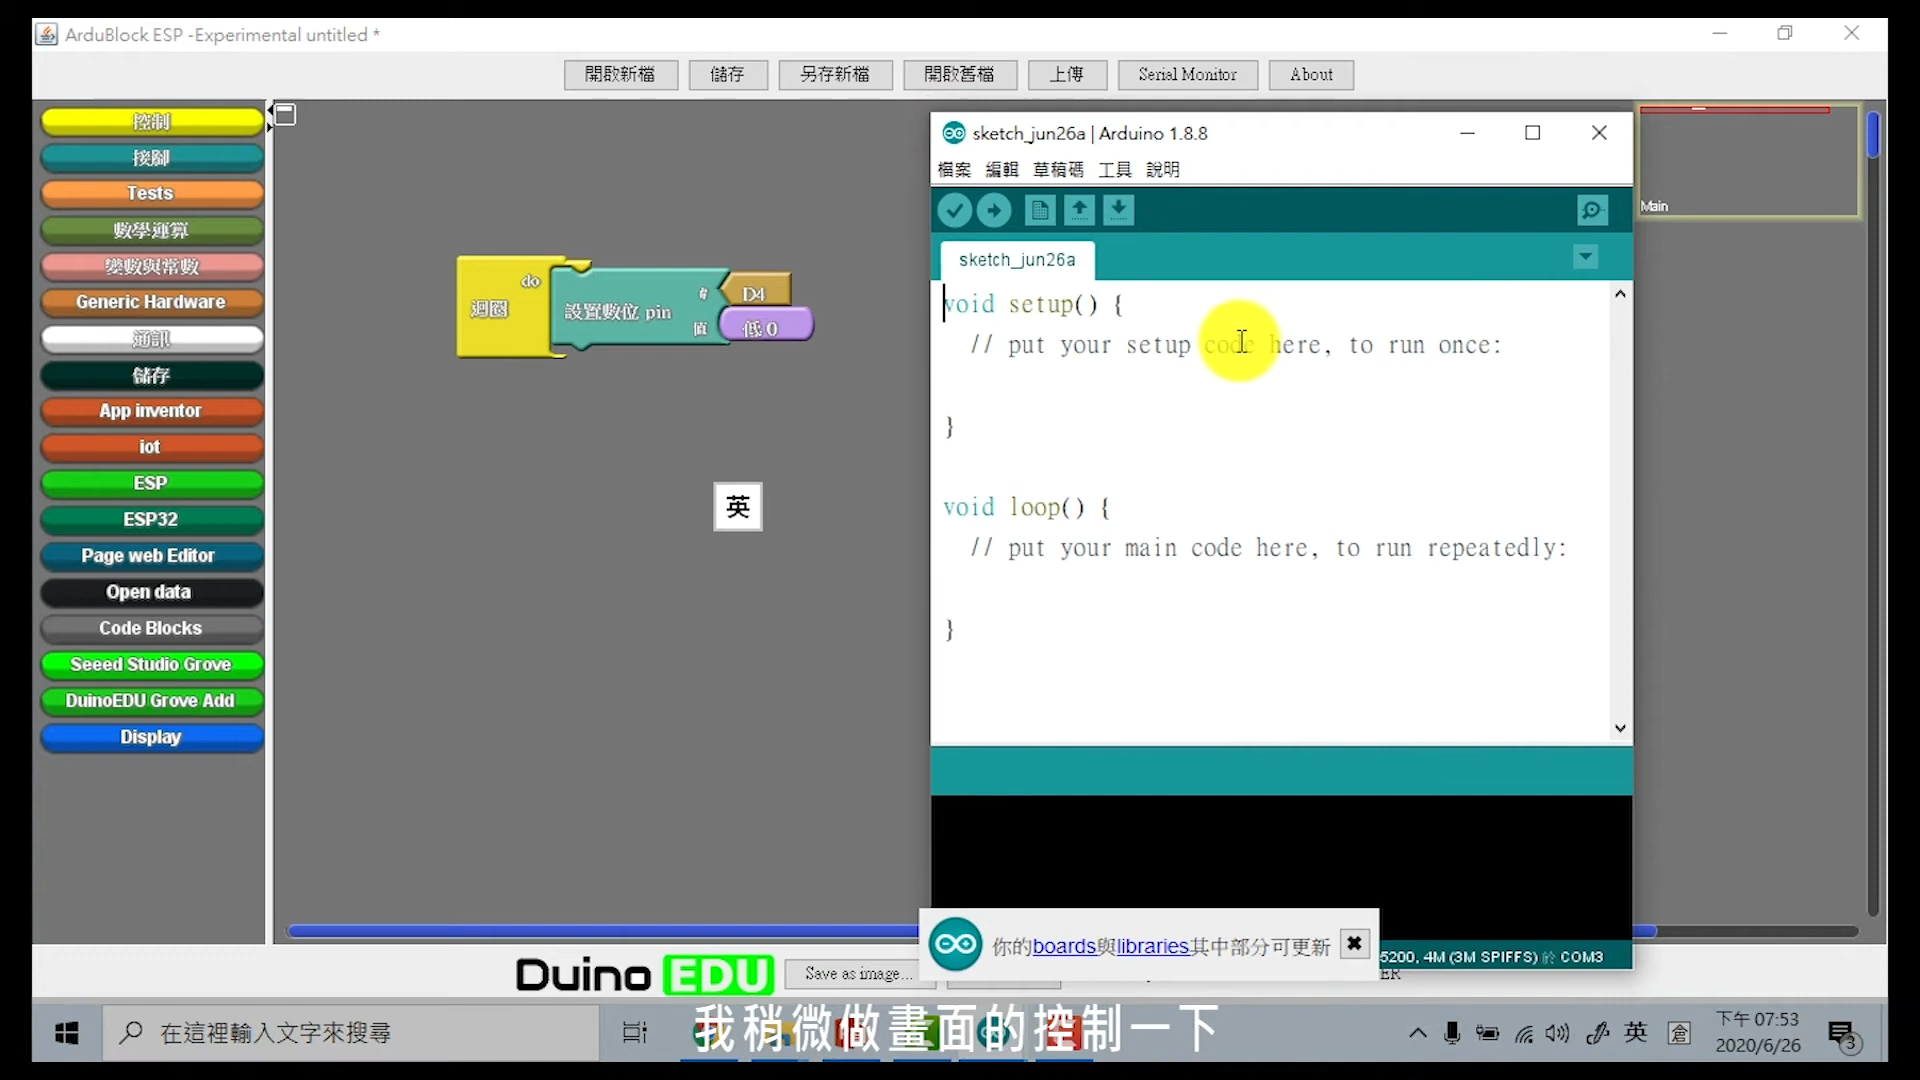 ArduBlock ESP -Experimental untitled *
開啟新檔 儲存 另存新檔 開啟舊檔 上傳 Serial Monitor About
控制
接腳
Tests
數學運算
變數與常數
Generic Hardware
通訊
儲存
App inventor
iot
ESP
ESP32
Page web Editor
Open data
Code Blocks
Seeed Studio Grove
DuinoEDU Grove Add
Display
迴圈
do
設置數位 pin
#
D4
值
低 0
英
sketch_jun26a | Arduino 1.8.8
檔案 編輯 草稿碼 工具 說明
sketch_jun26a
void setup() {
// put your setup code here, to run once:
}
void loop() {
// put your main code here, to run repeatedly:
}
Main
你的boards與libraries其中部分可更新
5200, 4M (3M SPIFFS) 於 COM3
Duino EDU
Save as image...
ER
我稍微做畫面的控制一下
在這裡輸入文字來搜尋
英
倉
下午 07:53
2020/6/26
3